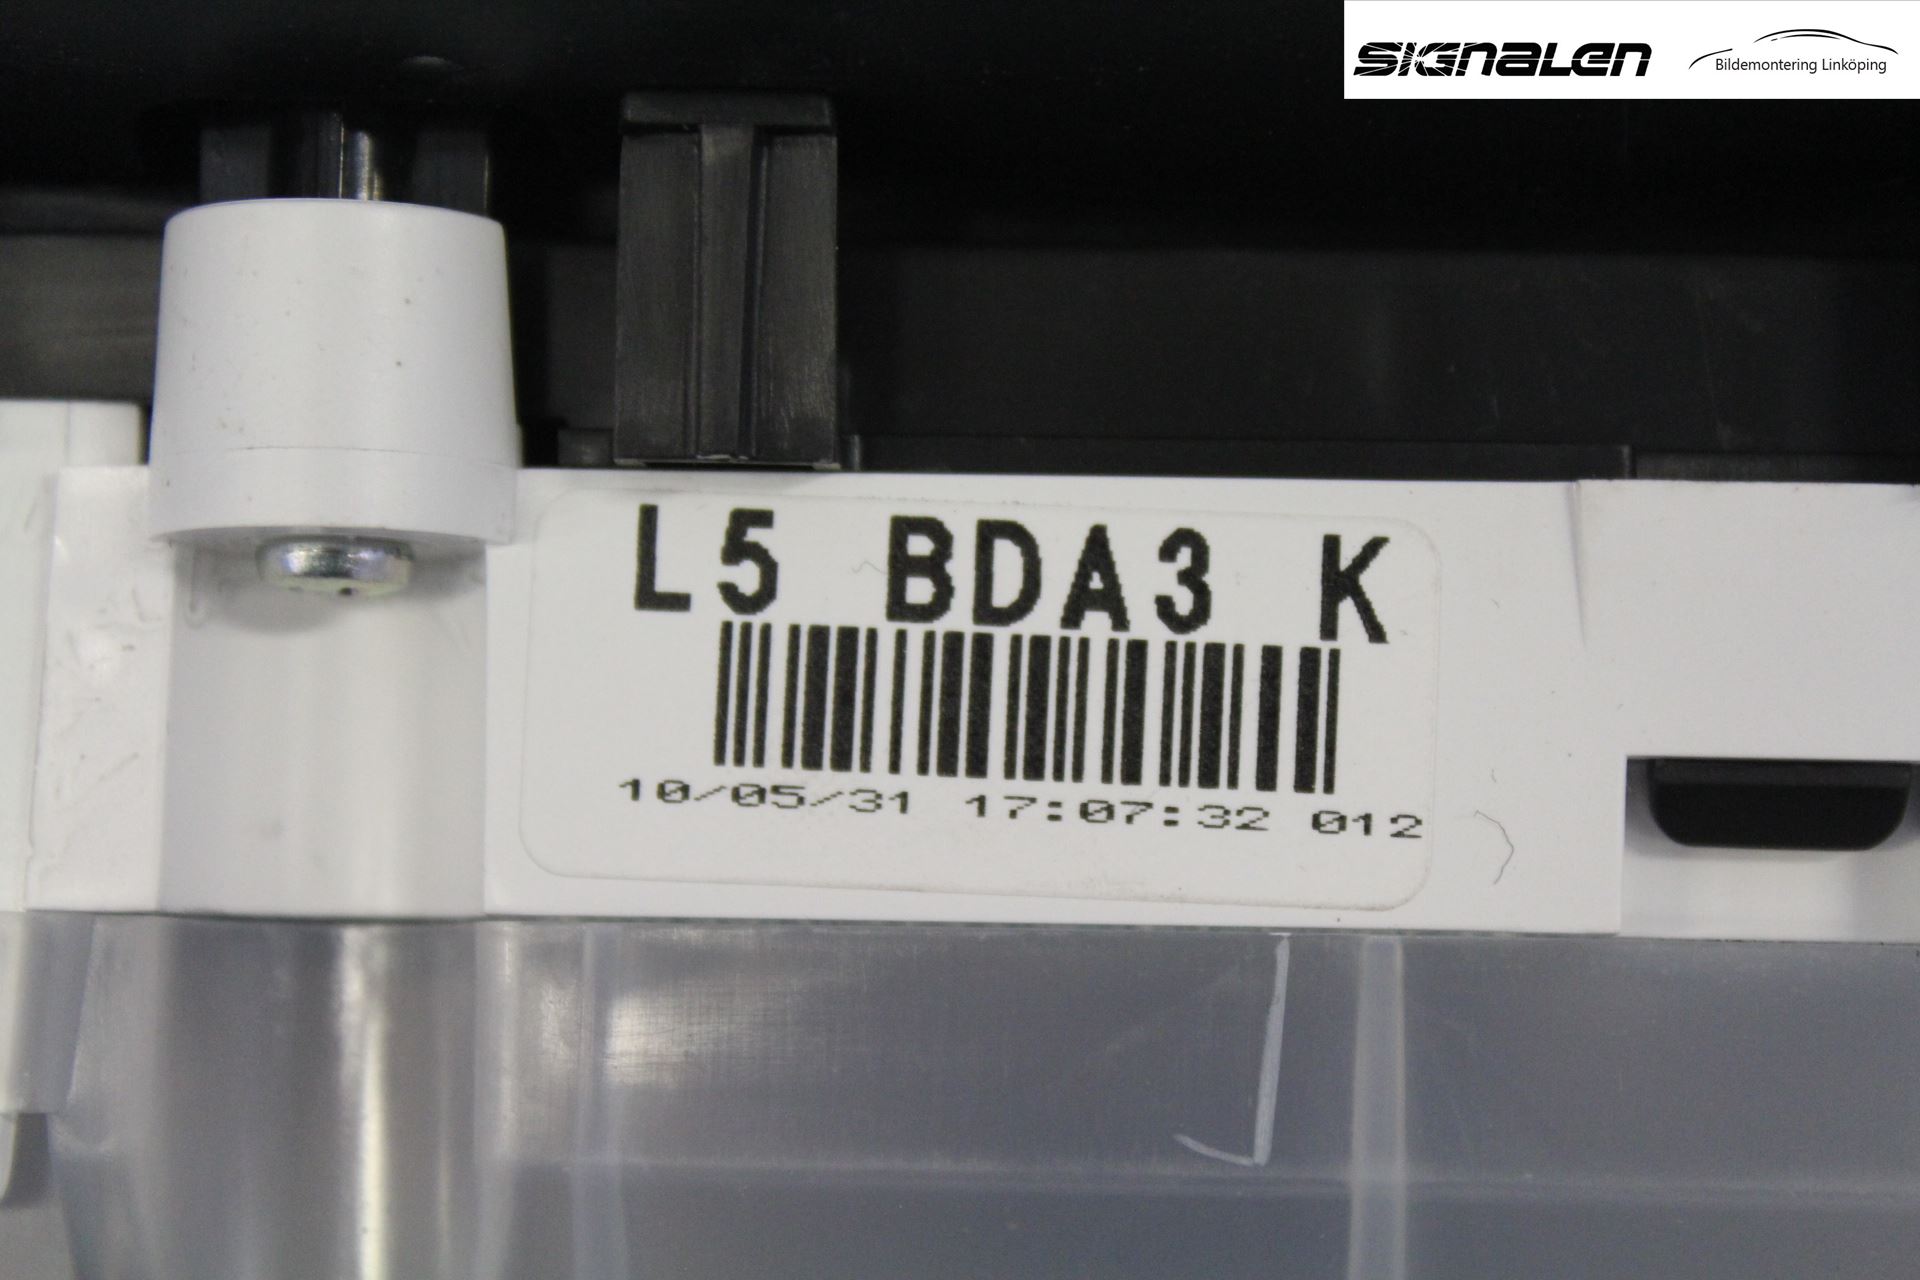 SIGNALEN
Bildemontering Linköping
L5 BDA3 K
10/05/31 17:07:32 012